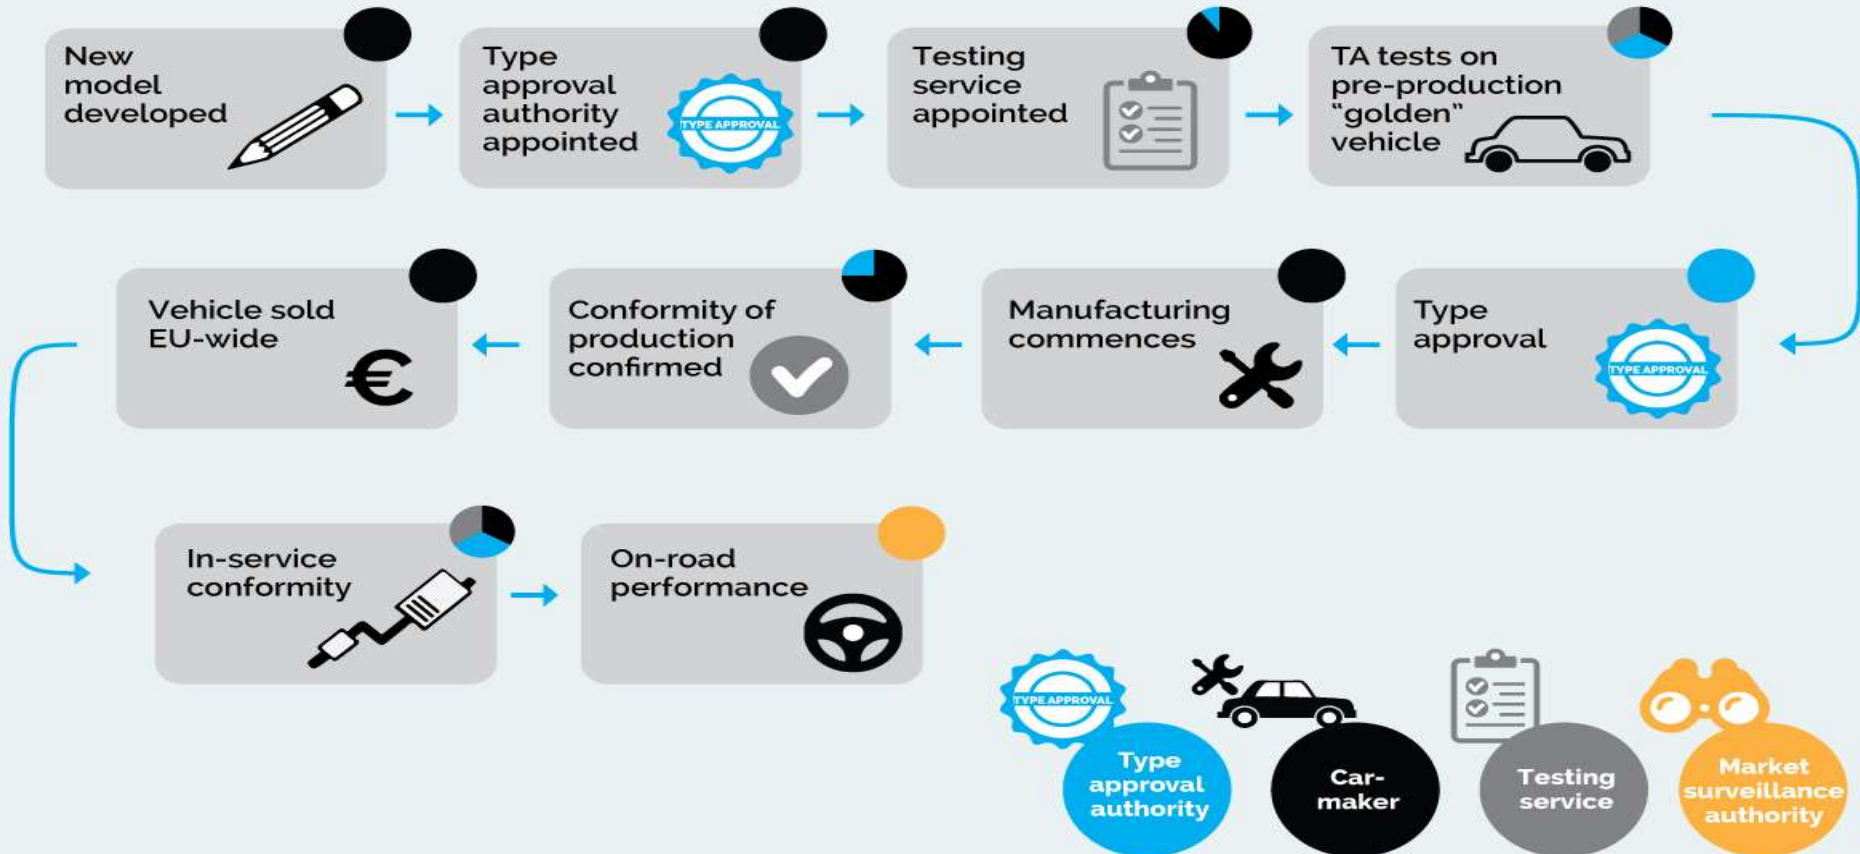 New
model
developed
Type
approval
authority
appointed
TYPE APPROVAL
Testing
service
appointed
TA tests on
pre-production
“golden”
vehicle
Vehicle sold
EU-wide
€
Conformity of
production
confirmed
Manufacturing
commences
Type
approval
TYPE APPROVAL
In-service
conformity
On-road
performance
TYPE APPROVAL
Type
approval
authority
Car-
maker
Testing
service
Market
surveillance
authority